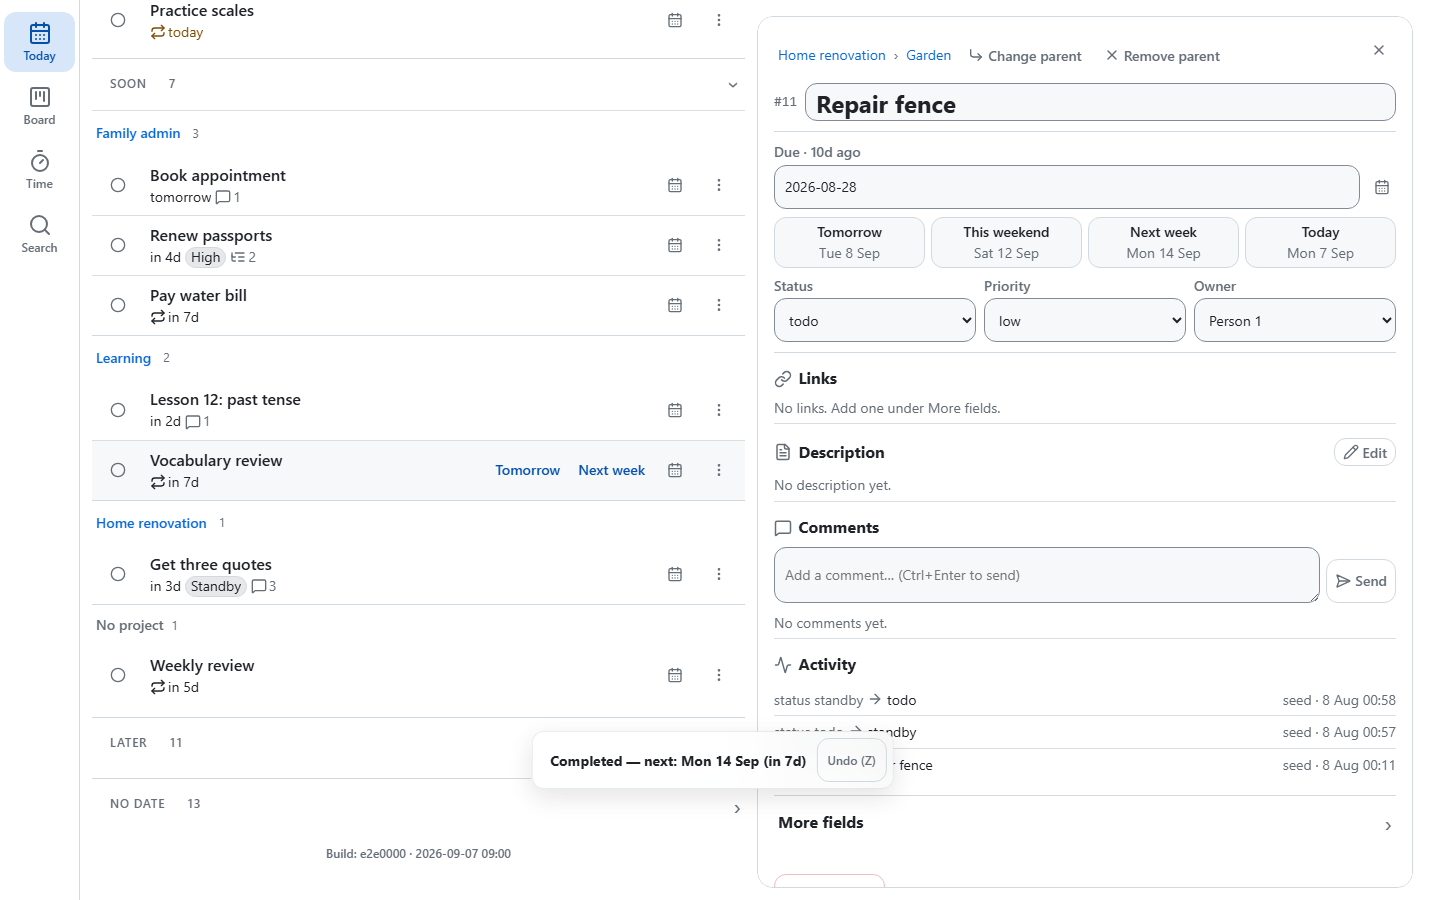 Today
Board
Time
Search
Practice scales
today
SOON 7
Family admin 3
Book appointment
tomorrow 1
Renew passports
in 4d High 2
Pay water bill
in 7d
Learning 2
Lesson 12: past tense
in 2d 1
Vocabulary review
in 7d
Tomorrow Next week
Home renovation 1
Get three quotes
in 3d Standby 3
No project 1
Weekly review
in 5d
LATER 11
NO DATE 13
Build: e2e0000 · 2026-09-07 09:00
Completed — next: Mon 14 Sep (in 7d) Undo (Z)
Home renovation › Garden Change parent Remove parent
#11 Repair fence
Due · 10d ago
2026-08-28
Tomorrow This weekend Next week Today
Tue 8 Sep Sat 12 Sep Mon 14 Sep Mon 7 Sep
Status Priority Owner
todo low Person 1
Links
No links. Add one under More fields.
Description Edit
No description yet.
Comments
Add a comment... (Ctrl+Enter to send) Send
No comments yet.
Activity
status standby → todo seed · 8 Aug 00:58
status todo → standby seed · 8 Aug 00:57
fence seed · 8 Aug 00:11
More fields